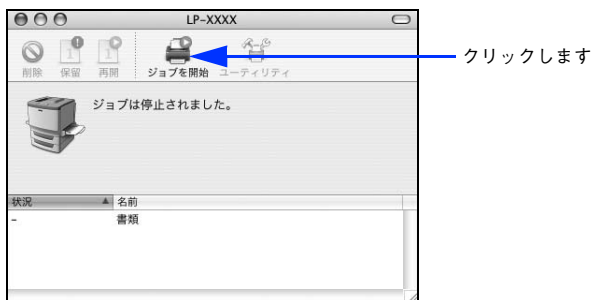 LP-XXXX
削除 保留 再開 ジョブを開始 ユーティリティ
クリックします
ジョブは停止されました。
状況 名前
- 書類